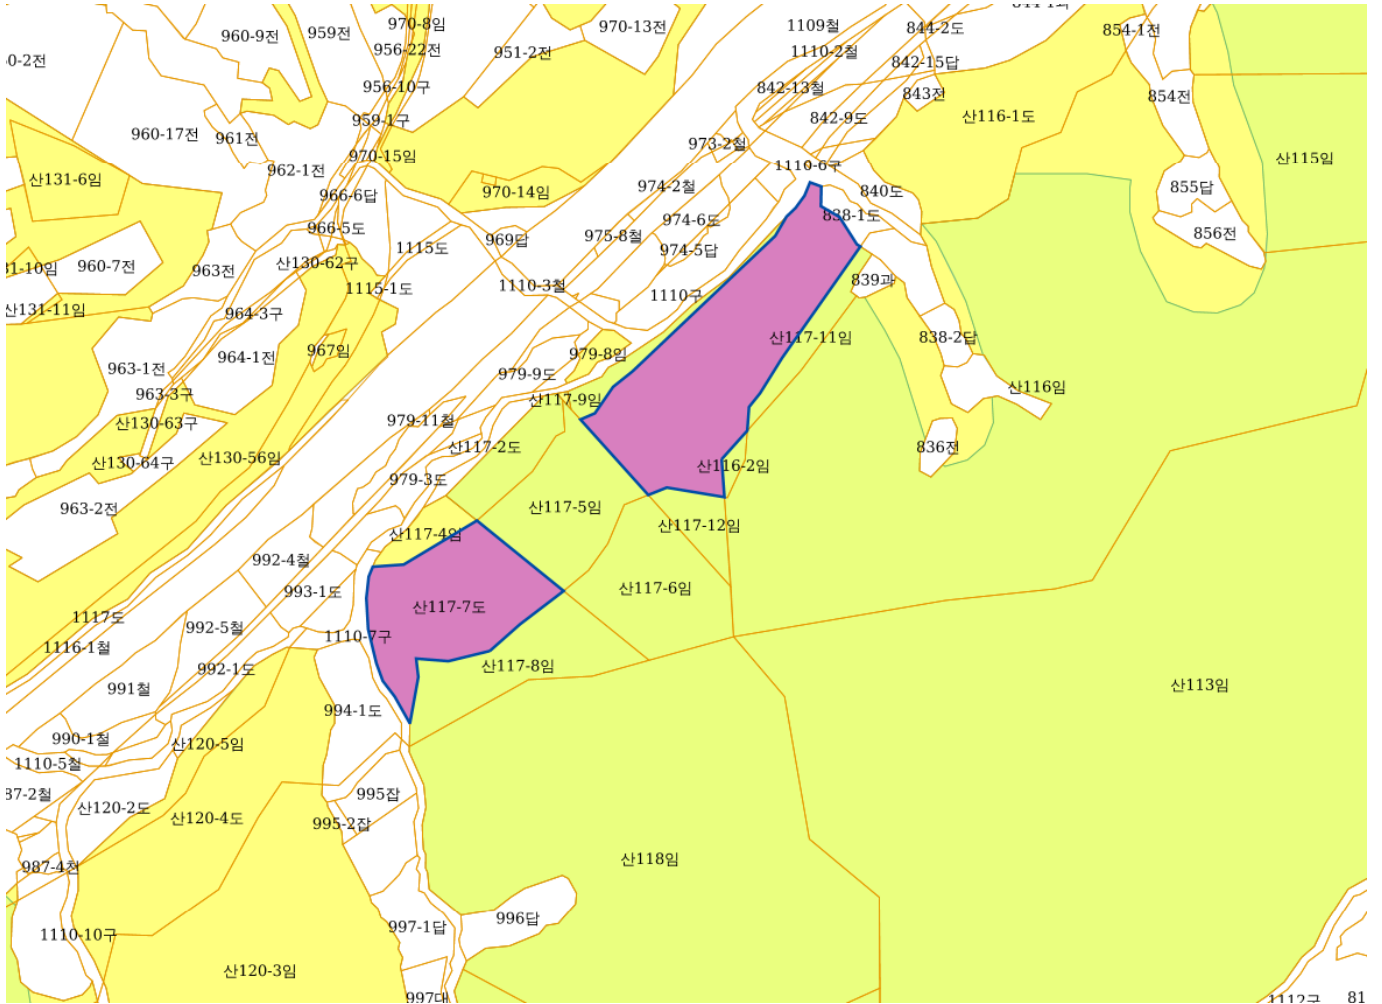 970-8임
960-9전
959전
970-13전
1109철
844-2도
854-1전
956-22전
951-2전
1110-2철
0-2전
842-15답
956-10구
842-13철
843전
854전
959-1구
842-9도
산116-1도
960-17전
961전
973-2철
970-15임
산115임
962-1전
1110-6구
산131-6임
966-6답
970-14임
974-2철
840도
855답
838-1도
974-6도
966-5도
969답
975-8철
856전
1115도
974-5답
산130-62구
31-10임
960-7전
963전
839과
1115-1도
1110-3철
1110구
산131-11임
964-3구
967임
산117-11임
838-2답
964-1전
979-8임
963-1전
979-9도
산116임
963-3구
산117-9임
979-11철
산130-63구
산117-2도
836전
산130-64구
산130-56임
산116-2임
979-3도
963-2전
산117-5임
산117-12임
산117-4임
992-4철
993-1도
산117-6임
산117-7도
1117도
992-5철
1110-7구
1116-1철
992-1도
산117-8임
991철
산113임
994-1도
990-1철
산120-5임
1110-5철
87-2철
995잡
산120-2도
산120-4도
995-2잡
산118임
987-4천
996답
997-1답
1110-10구
산120-3임
997대
1112구
81